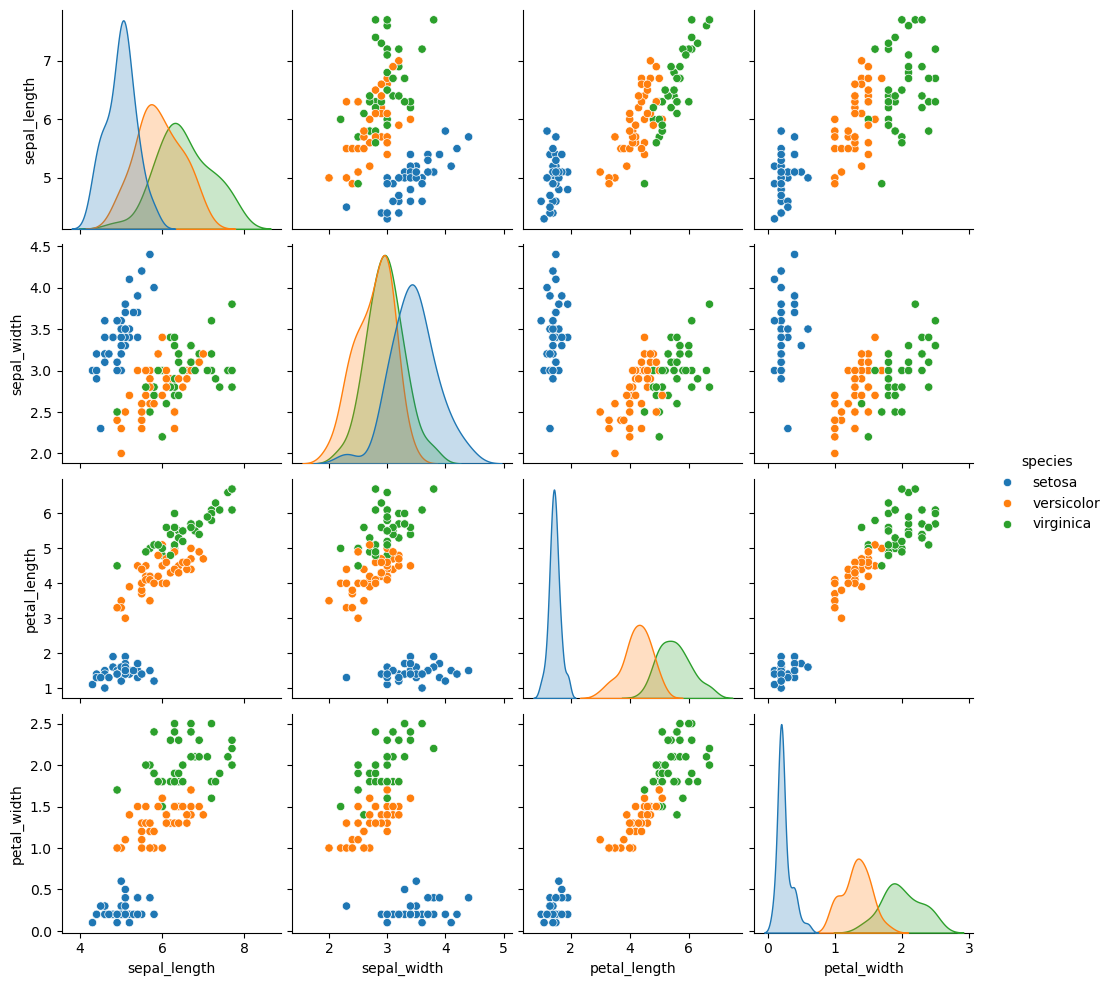 sepal_length
7
6
5
sepal_width
4.5
4.0
3.5
3.0
2.5
2.0
species
setosa
versicolor
virginica
petal_length
6
5
4
3
2
1
petal_width
2.5
2.0
1.5
1.0
0.5
0.0
4 6 8 2 3 4 5 2 4 6 0 1 2 3
sepal_length sepal_width petal_length petal_width